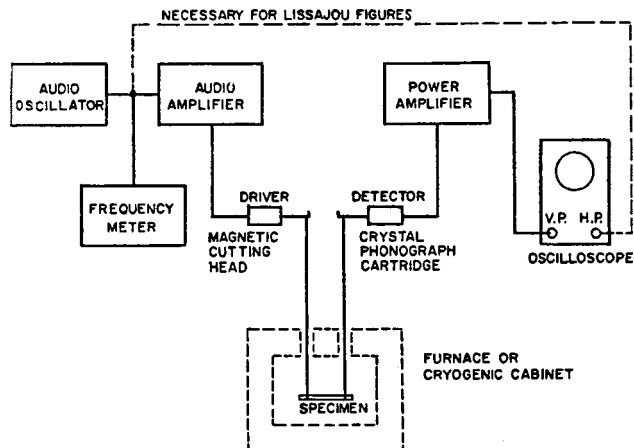 NECESSARY FOR LISSAJOU FIGURES
AUDIO
OSCILLATOR
AUDIO
AMPLIFIER
POWER
AMPLIFIER
FREQUENCY
METER
DRIVER
MAGNETIC
CUTTING
HEAD
DETECTOR
CRYSTAL
PHONOGRAPH
CARTRIDGE
V.P. H.P.
OSCILLOSCOPE
FURNACE OR
CRYOGENIC CABINET
SPECIMEN